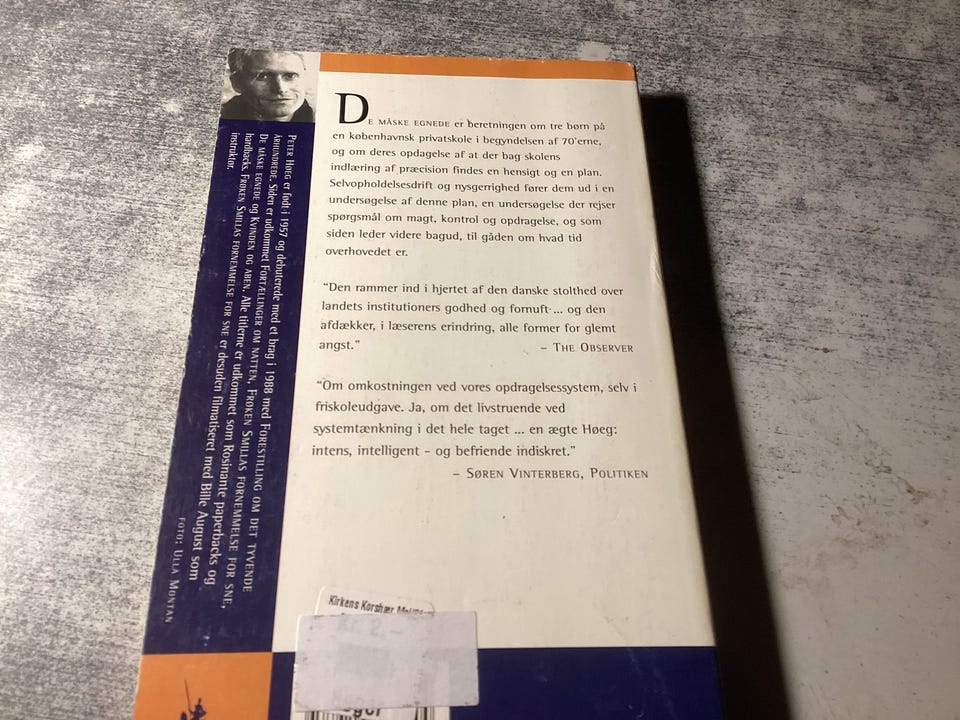 DE MÅSKE EGNEDE er beretningen om tre børn på
en københavnsk privatskole i begyndelsen af 70'erne,
og om deres opdagelse af at der bag skolens
indlæring af præcision findes en hensigt og en plan.
Selvopholdelsesdrift og nysgerrighed fører dem ud i en
undersøgelse af denne plan, en undersøgelse der rejser
spørgsmål om magt, kontrol og opdragelse, og som
siden leder videre bagud, til gåden om hvad tid
overhovedet er.
"Den rammer ind i hjertet af den danske stolthed over
landets institutioners godhed og fornuft ... og den
afdækker, i læserens erindring, alle former for glemt
angst."
– THE OBSERVER
"Om omkostningen ved vores opdragelsessystem, selv i
friskoleudgave. Ja, om det livstruende ved
systemtænkning i det hele taget ... en ægte Høeg:
intens, intelligent – og befriende indiskret."
– SØREN VINTERBERG, POLITIKEN
PETER HØEG er født i 1957 og debuterede med et brag i 1988 med FORESTILLING OM DET TYVENDE
ÅRHUNDREDE. Siden er udkommet FORTÆLLINGER OM NATTEN, FRØKEN SMILLAS FORNEMMELSE FOR SNE,
DE MÅSKE EGNEDE og KVINDEN OG ABEN. Alle titlerne er udkommet som Rosinante paperbacks og
handbacks. FRØKEN SMILLAS FORNEMMELSE FOR SNE er desuden filmatiseret med Bille August som
instruktør.
FOTO: ULLA MONTAN
Kirkens Korshær
Kr 2.-